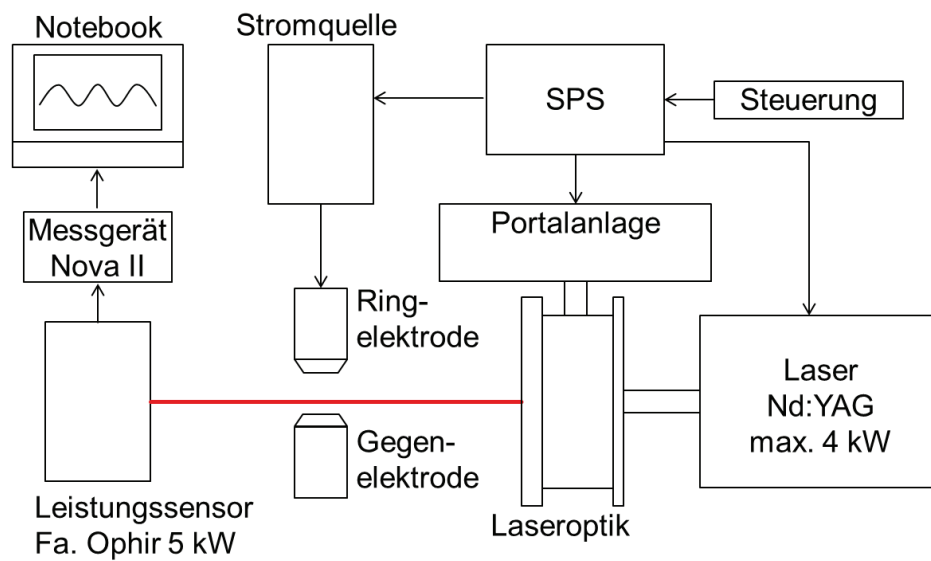 Notebook
Stromquelle
SPS
Steuerung
Portalanlage
Messgerät
Nova II
Ring-
elektrode
Laser
Nd:YAG
max. 4 kW
Gegen-
elektrode
Leistungssensor
Fa. Ophir 5 kW
Laseroptik